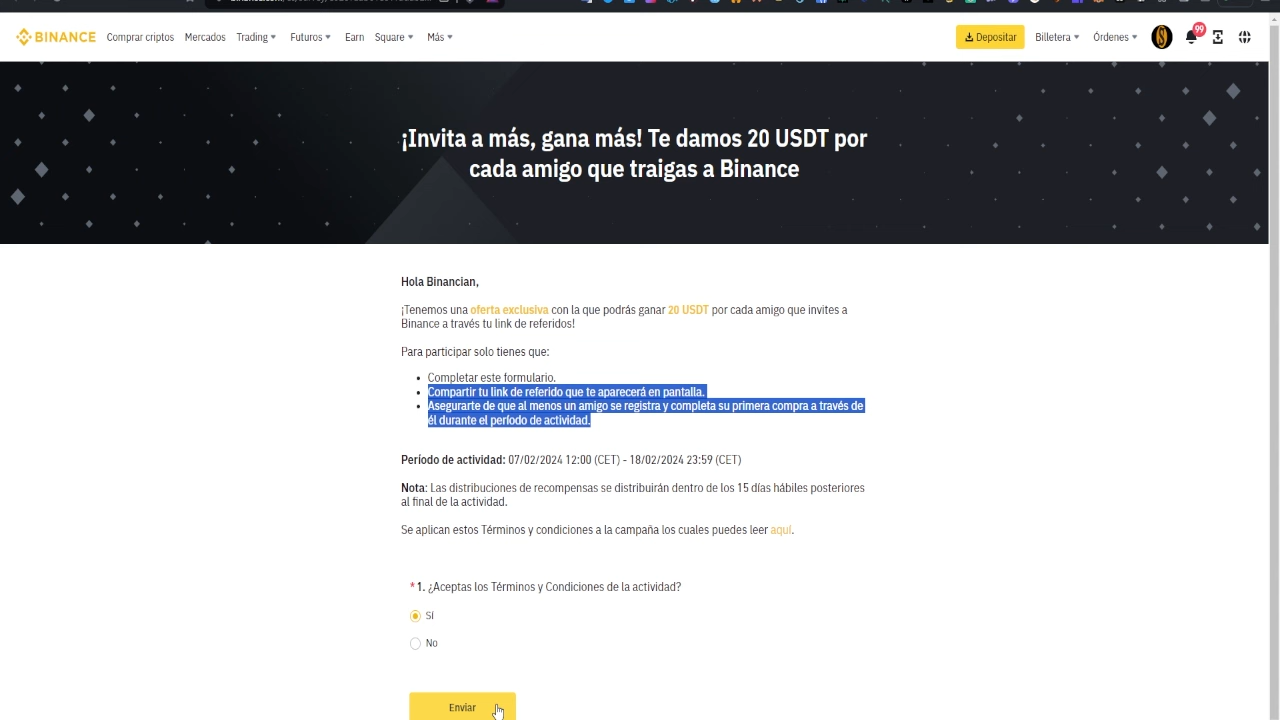 BINANCE Comprar criptos Mercados Trading Futuros Earn Square Más Depositar Billetera Órdenes 99
¡Invita a más, gana más! Te damos 20 USDT por
cada amigo que traigas a Binance
Hola Binancian,
¡Tenemos una oferta exclusiva con la que podrás ganar 20 USDT por cada amigo que invites a
Binance a través tu link de referidos!
Para participar solo tienes que:
Completar este formulario.
Compartir tu link de referido que te aparecerá en pantalla.
Asegurarte de que al menos un amigo se registra y completa su primera compra a través de
él durante el período de actividad.
Período de actividad: 07/02/2024 12:00 (CET) - 18/02/2024 23:59 (CET)
Nota: Las distribuciones de recompensas se distribuirán dentro de los 15 días hábiles posteriores
al final de la actividad.
Se aplican estos Términos y condiciones a la campaña los cuales puedes leer aquí.
* 1. ¿Aceptas los Términos y Condiciones de la actividad?
Sí
No
Enviar